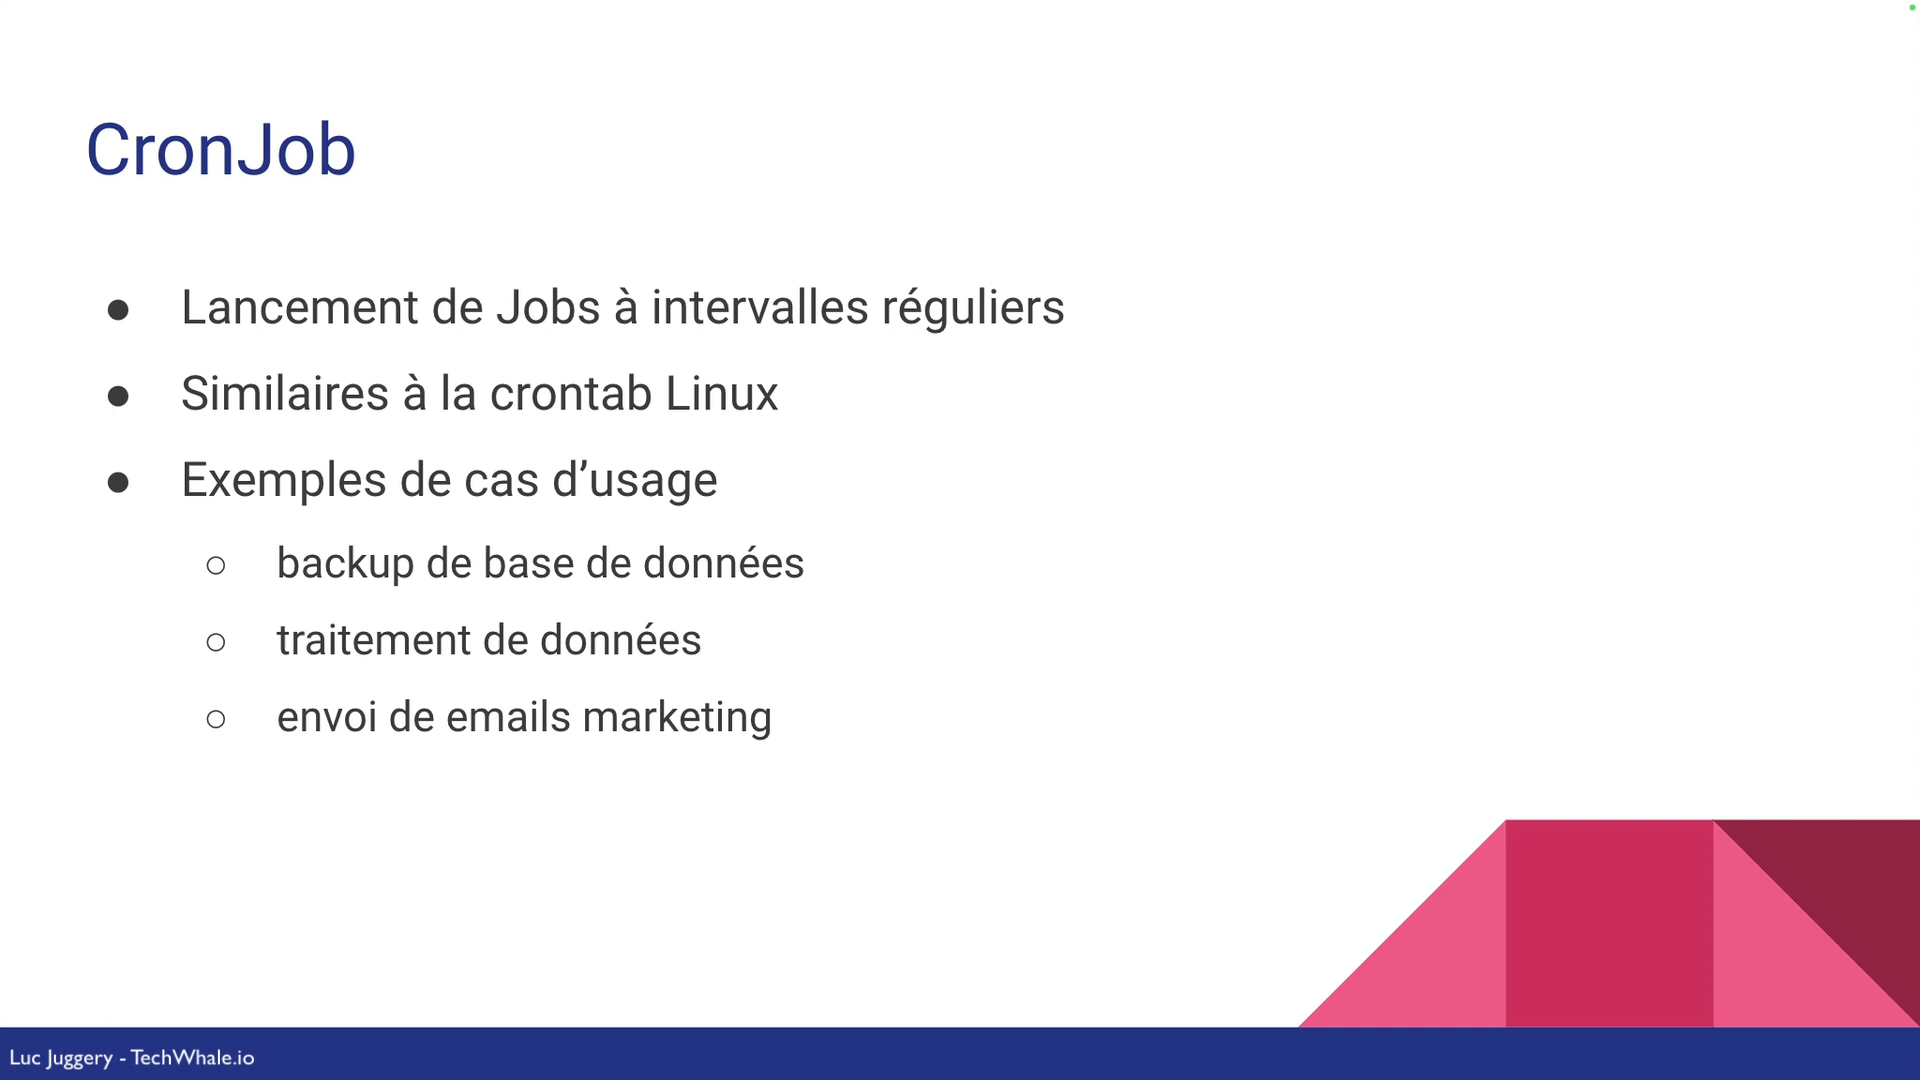 CronJob
● Lancement de Jobs à intervalles réguliers
● Similaires à la crontab Linux
● Exemples de cas d’usage
○ backup de base de données
○ traitement de données
○ envoi de emails marketing
Luc Juggery - TechWhale.io